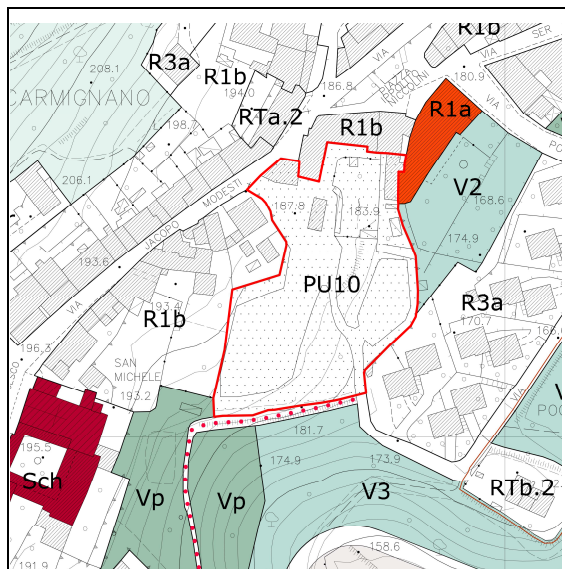 R1b
VIA
SER
R3a
208.1
R1b
186.8
180.9
CARMIGNANO
194.0
R1a
VIA
RTa.2
R1b
198.7
V2
206.1
MODESTI
187.8
183.9
168.6
JACOPO
174.9
193.6
PU10
R3a
VIA
193.4
170.7
R1b
196.3
SAN
MICHELE
193.2
VIA
195.5
181.7
Sch
174.9
173.9
Vp
Vp
V3
RTb.2
158.6
191.9